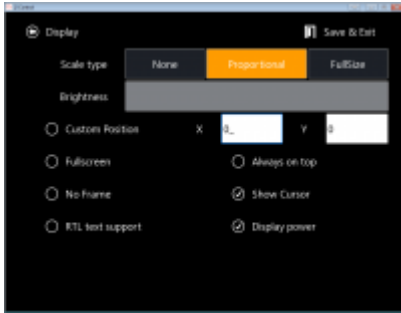 Display Save & Exit
Scale type None Proportional FullSize
Brightness
Custom Position X 0_ Y 0
Fullscreen Always on top
No Frame Show Cursor
RTL text support Display power